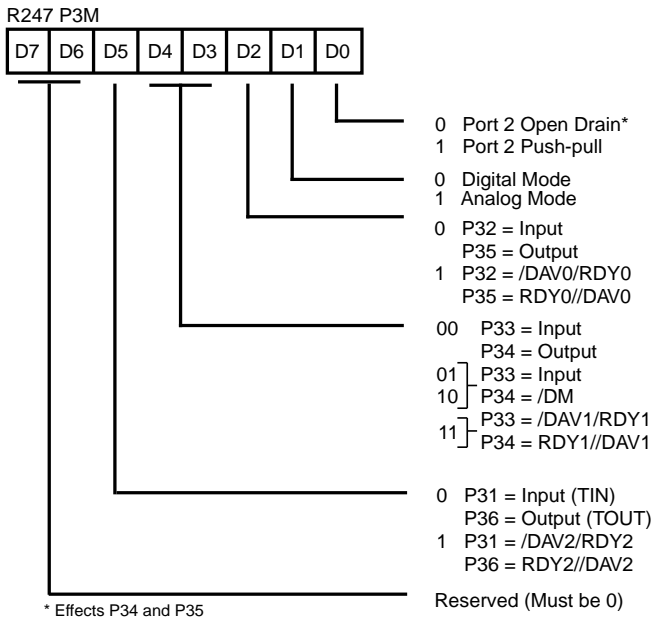 R247 P3M
D7 D6 D5 D4 D3 D2 D1 D0
0 Port 2 Open Drain*
1 Port 2 Push-pull
0 Digital Mode
1 Analog Mode
0 P32 = Input
P35 = Output
1 P32 = /DAV0/RDY0
P35 = RDY0//DAV0
00 P33 = Input
P34 = Output
01 P33 = Input
10 P34 = /DM
P33 = /DAV1/RDY1
11 P34 = RDY1//DAV1
0 P31 = Input (TIN)
P36 = Output (TOUT)
1 P31 = /DAV2/RDY2
P36 = RDY2//DAV2
Reserved (Must be 0)
* Effects P34 and P35